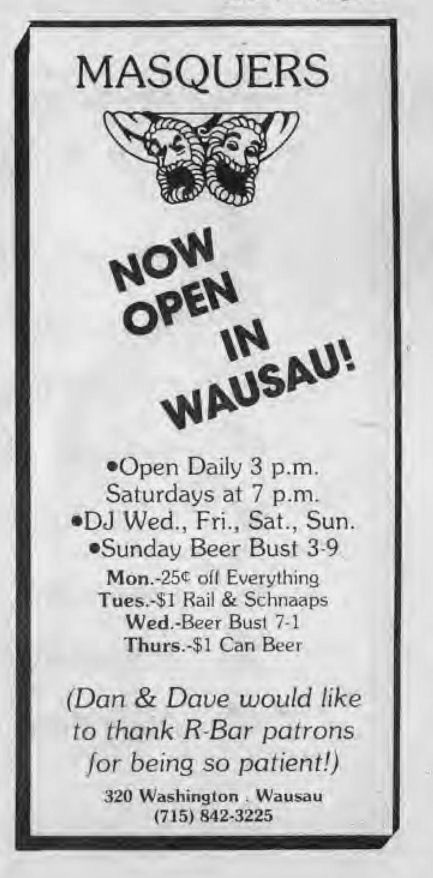 MASQUERS
NOW
OPEN
IN
WAUSAU!
●Open Daily 3 p.m.
Saturdays at 7 p.m.
●DJ Wed., Fri., Sat., Sun.
●Sunday Beer Bust 3-9
Mon.-25¢ off Everything
Tues.-$1 Rail & Schnaaps
Wed.-Beer Bust 7-1
Thurs.-$1 Can Beer
(Dan & Dave would like
to thank R-Bar patrons
for being so patient!)
320 Washington . Wausau
(715) 842-3225